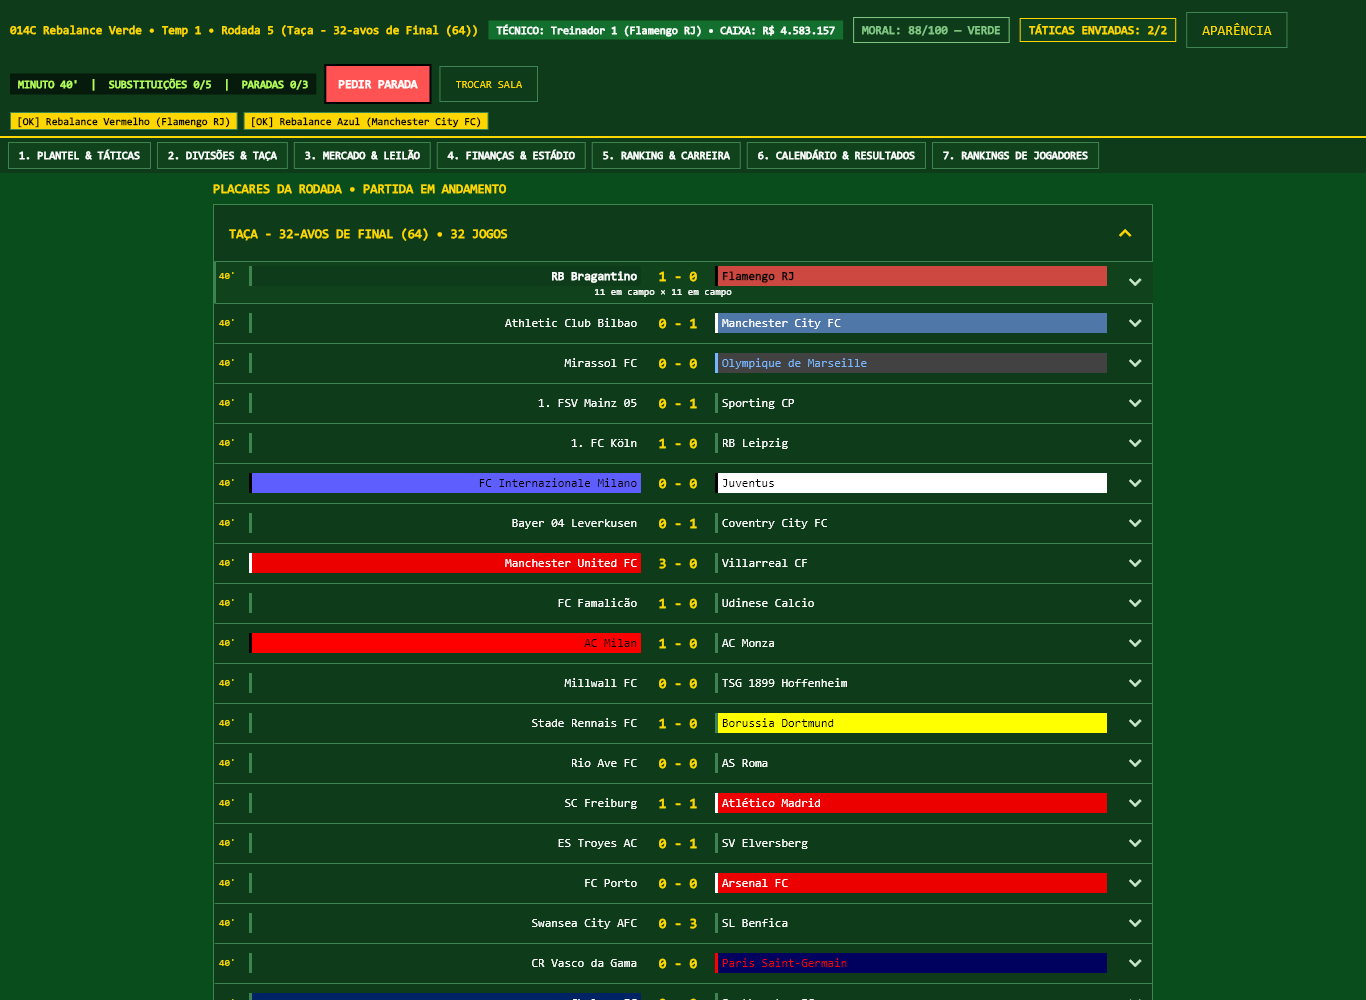 014C Rebalance Verde • Temp 1 • Rodada 5 (Taça - 32-avos de Final (64)) TÉCNICO: Treinador 1 (Flamengo RJ) • CAIXA: R$ 4.583.157 MORAL: 88/100 — VERDE TÁTICAS ENVIADAS: 2/2 APARÊNCIA
MINUTO 40' | SUBSTITUIÇÕES 0/5 | PARADAS 0/3 PEDIR PARADA TROCAR SALA
[OK] Rebalance Vermelho (Flamengo RJ) [OK] Rebalance Azul (Manchester City FC)
1. PLANTEL & TÁTICAS 2. DIVISÕES & TAÇA 3. MERCADO & LEILÃO 4. FINANÇAS & ESTÁDIO 5. RANKING & CARREIRA 6. CALENDÁRIO & RESULTADOS 7. RANKINGS DE JOGADORES
PLACARES DA RODADA • PARTIDA EM ANDAMENTO
TAÇA - 32-AVOS DE FINAL (64) • 32 JOGOS
40' RB Bragantino 1 - 0 Flamengo RJ
11 em campo × 11 em campo
40' Athletic Club Bilbao 0 - 1 Manchester City FC
40' Mirassol FC 0 - 0 Olympique de Marseille
40' 1. FSV Mainz 05 0 - 1 Sporting CP
40' 1. FC Köln 1 - 0 RB Leipzig
40' FC Internazionale Milano 0 - 0 Juventus
40' Bayer 04 Leverkusen 0 - 1 Coventry City FC
40' Manchester United FC 3 - 0 Villarreal CF
40' FC Famalicão 1 - 0 Udinese Calcio
40' AC Milan 1 - 0 AC Monza
40' Millwall FC 0 - 0 TSG 1899 Hoffenheim
40' Stade Rennais FC 1 - 0 Borussia Dortmund
40' Rio Ave FC 0 - 0 AS Roma
40' SC Freiburg 1 - 1 Atlético Madrid
40' ES Troyes AC 0 - 1 SV Elversberg
40' FC Porto 0 - 0 Arsenal FC
40' Swansea City AFC 0 - 3 SL Benfica
40' CR Vasco da Gama 0 - 0 Paris Saint-Germain